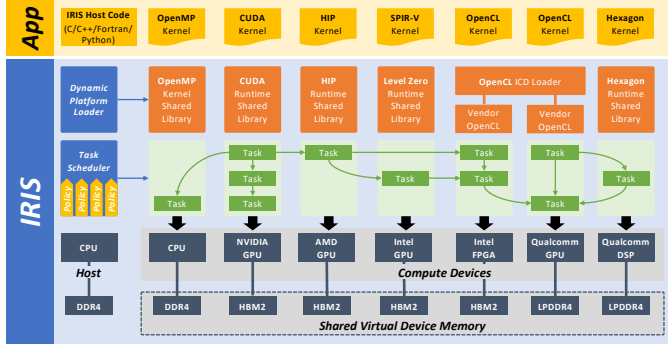 App
IRIS Host Code
(C/C++/Fortran/
Python)
OpenMP
Kernel
CUDA
Kernel
HIP
Kernel
SPIR-V
Kernel
OpenCL
Kernel
OpenCL
Kernel
Hexagon
Kernel
IRIS
Dynamic
Platform
Loader
OpenMP
Kernel
Shared
Library
CUDA
Runtime
Shared
Library
HIP
Runtime
Shared
Library
Level Zero
Runtime
Shared
Library
OpenCL ICD Loader
Vendor
OpenCL
Vendor
OpenCL
Hexagon
Runtime
Shared
Library
Task
Scheduler
Policy
Policy
Policy
Policy
Task
Task
Task
Task
Task
Task
Task
Task
Task
Task
Task
Task
Task
CPU
Host
DDR4
CPU
NVIDIA
GPU
AMD
GPU
Intel
GPU
Intel
FPGA
Qualcomm
GPU
Qualcomm
DSP
Compute Devices
DDR4
HBM2
HBM2
HBM2
HBM2
LPDDR4
LPDDR4
Shared Virtual Device Memory